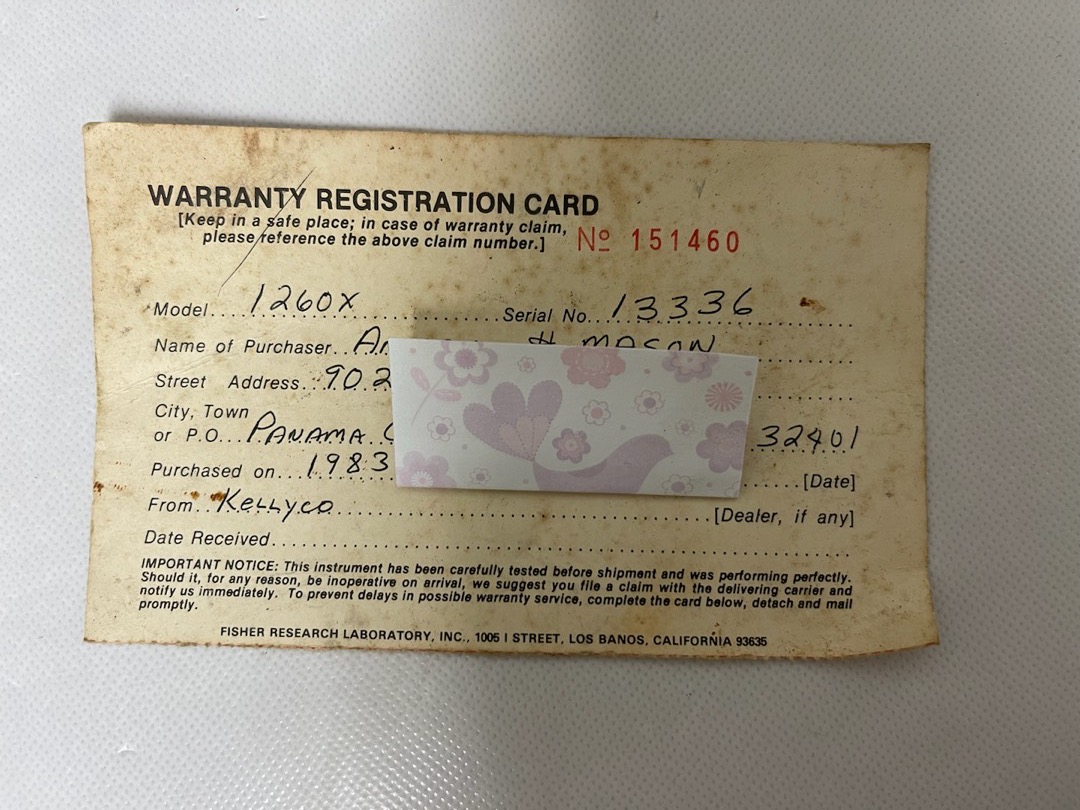 WARRANTY REGISTRATION CARD
[Keep in a safe place; in case of warranty claim,
please reference the above claim number.] Nº 151460
Model....1260X....................Serial No...13336..............
Name of Purchaser.. H MASON
Street Address...902
City, Town
or P.O...PANAMA 32401
Purchased on...1983 ......[Date]
From..Kellyco................................[Dealer, if any]
Date Received................................................
IMPORTANT NOTICE: This instrument has been carefully tested before shipment and was performing perfectly.
Should it, for any reason, be inoperative on arrival, we suggest you file a claim with the delivering carrier and
notify us immediately. To prevent delays in possible warranty service, complete the card below, detach and mail
promptly.
FISHER RESEARCH LABORATORY, INC., 1005 I STREET, LOS BANOS, CALIFORNIA 93635